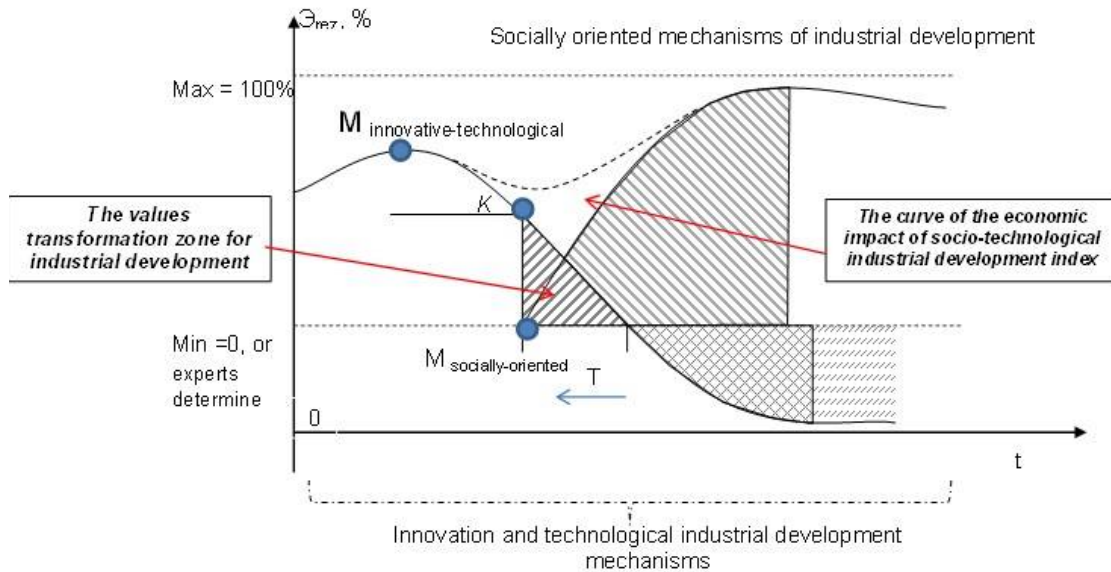 Эrez, %
Socially oriented mechanisms of industrial development
Max = 100%
M innovative-technological
K
The values
transformation zone for
industrial development
The curve of the economic
impact of socio-technological
industrial development index
Min =0, or
experts
determine
M socially-oriented
T
0
t
Innovation and technological industrial development
mechanisms